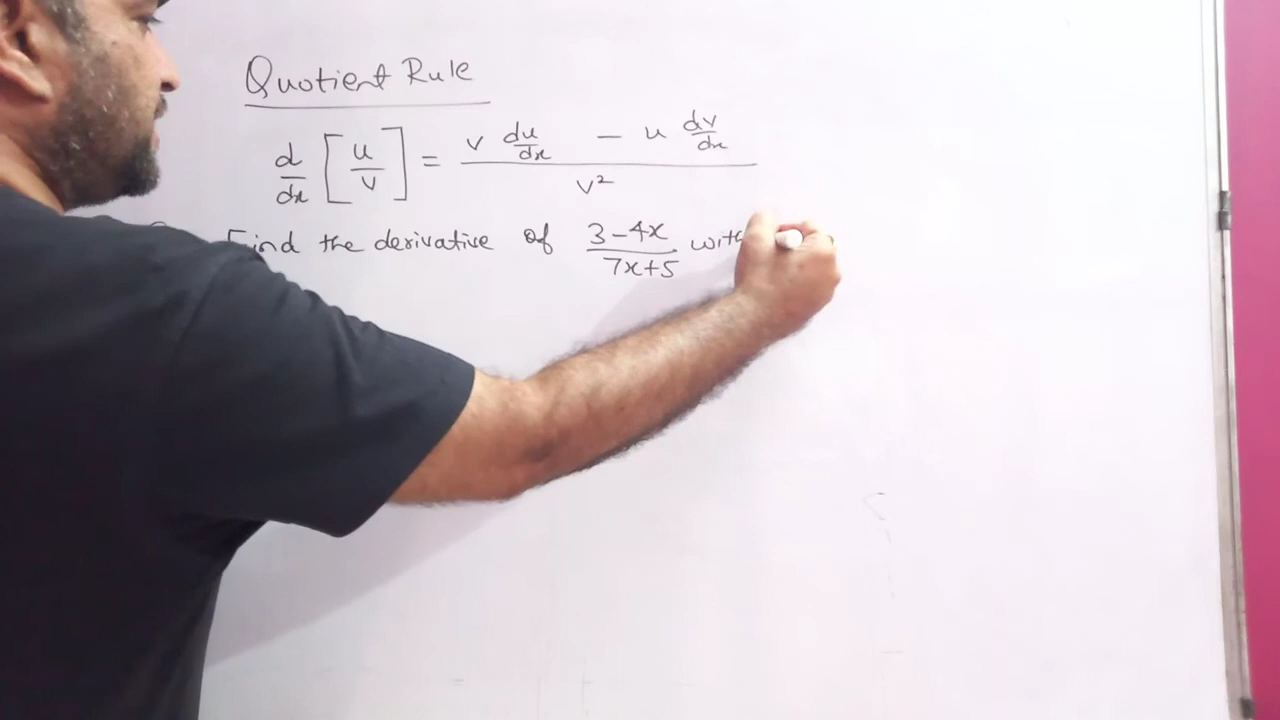 Quotient Rule
d/dx [u/v] = (v du/dx - u dv/dx)/v²
Find the derivative of (3-4x)/(7x+5) with